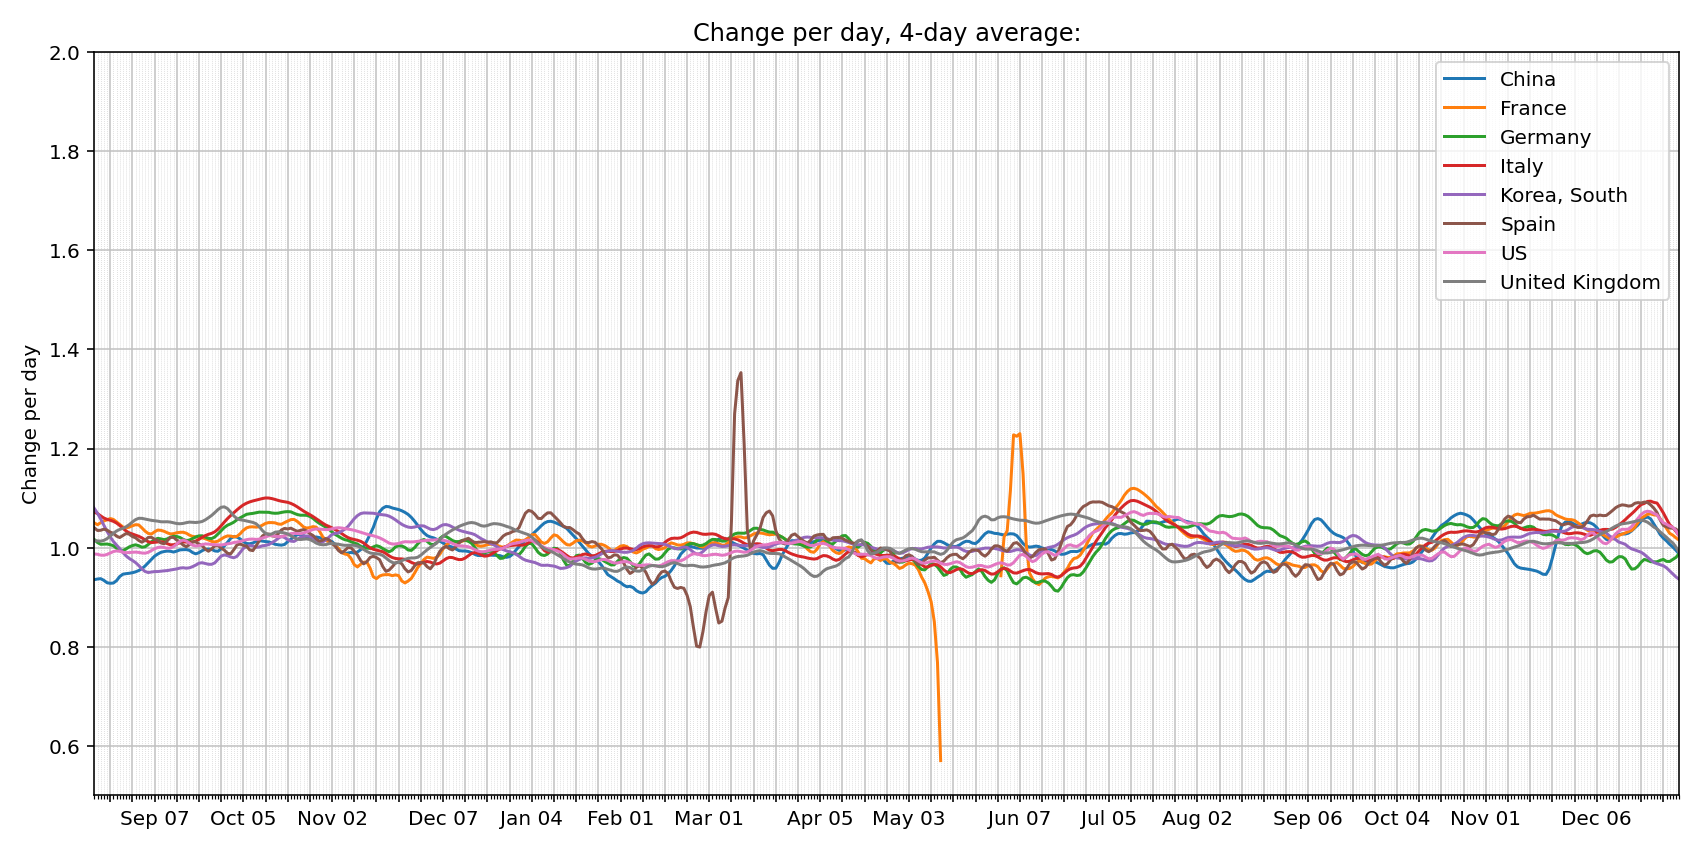 Change per day, 4-day average:
2.0
1.8
1.6
1.4
1.2
1.0
0.8
0.6
Change per day
China
France
Germany
Italy
Korea, South
Spain
US
United Kingdom
Sep 07 Oct 05 Nov 02 Dec 07 Jan 04 Feb 01 Mar 01 Apr 05 May 03 Jun 07 Jul 05 Aug 02 Sep 06 Oct 04 Nov 01 Dec 06